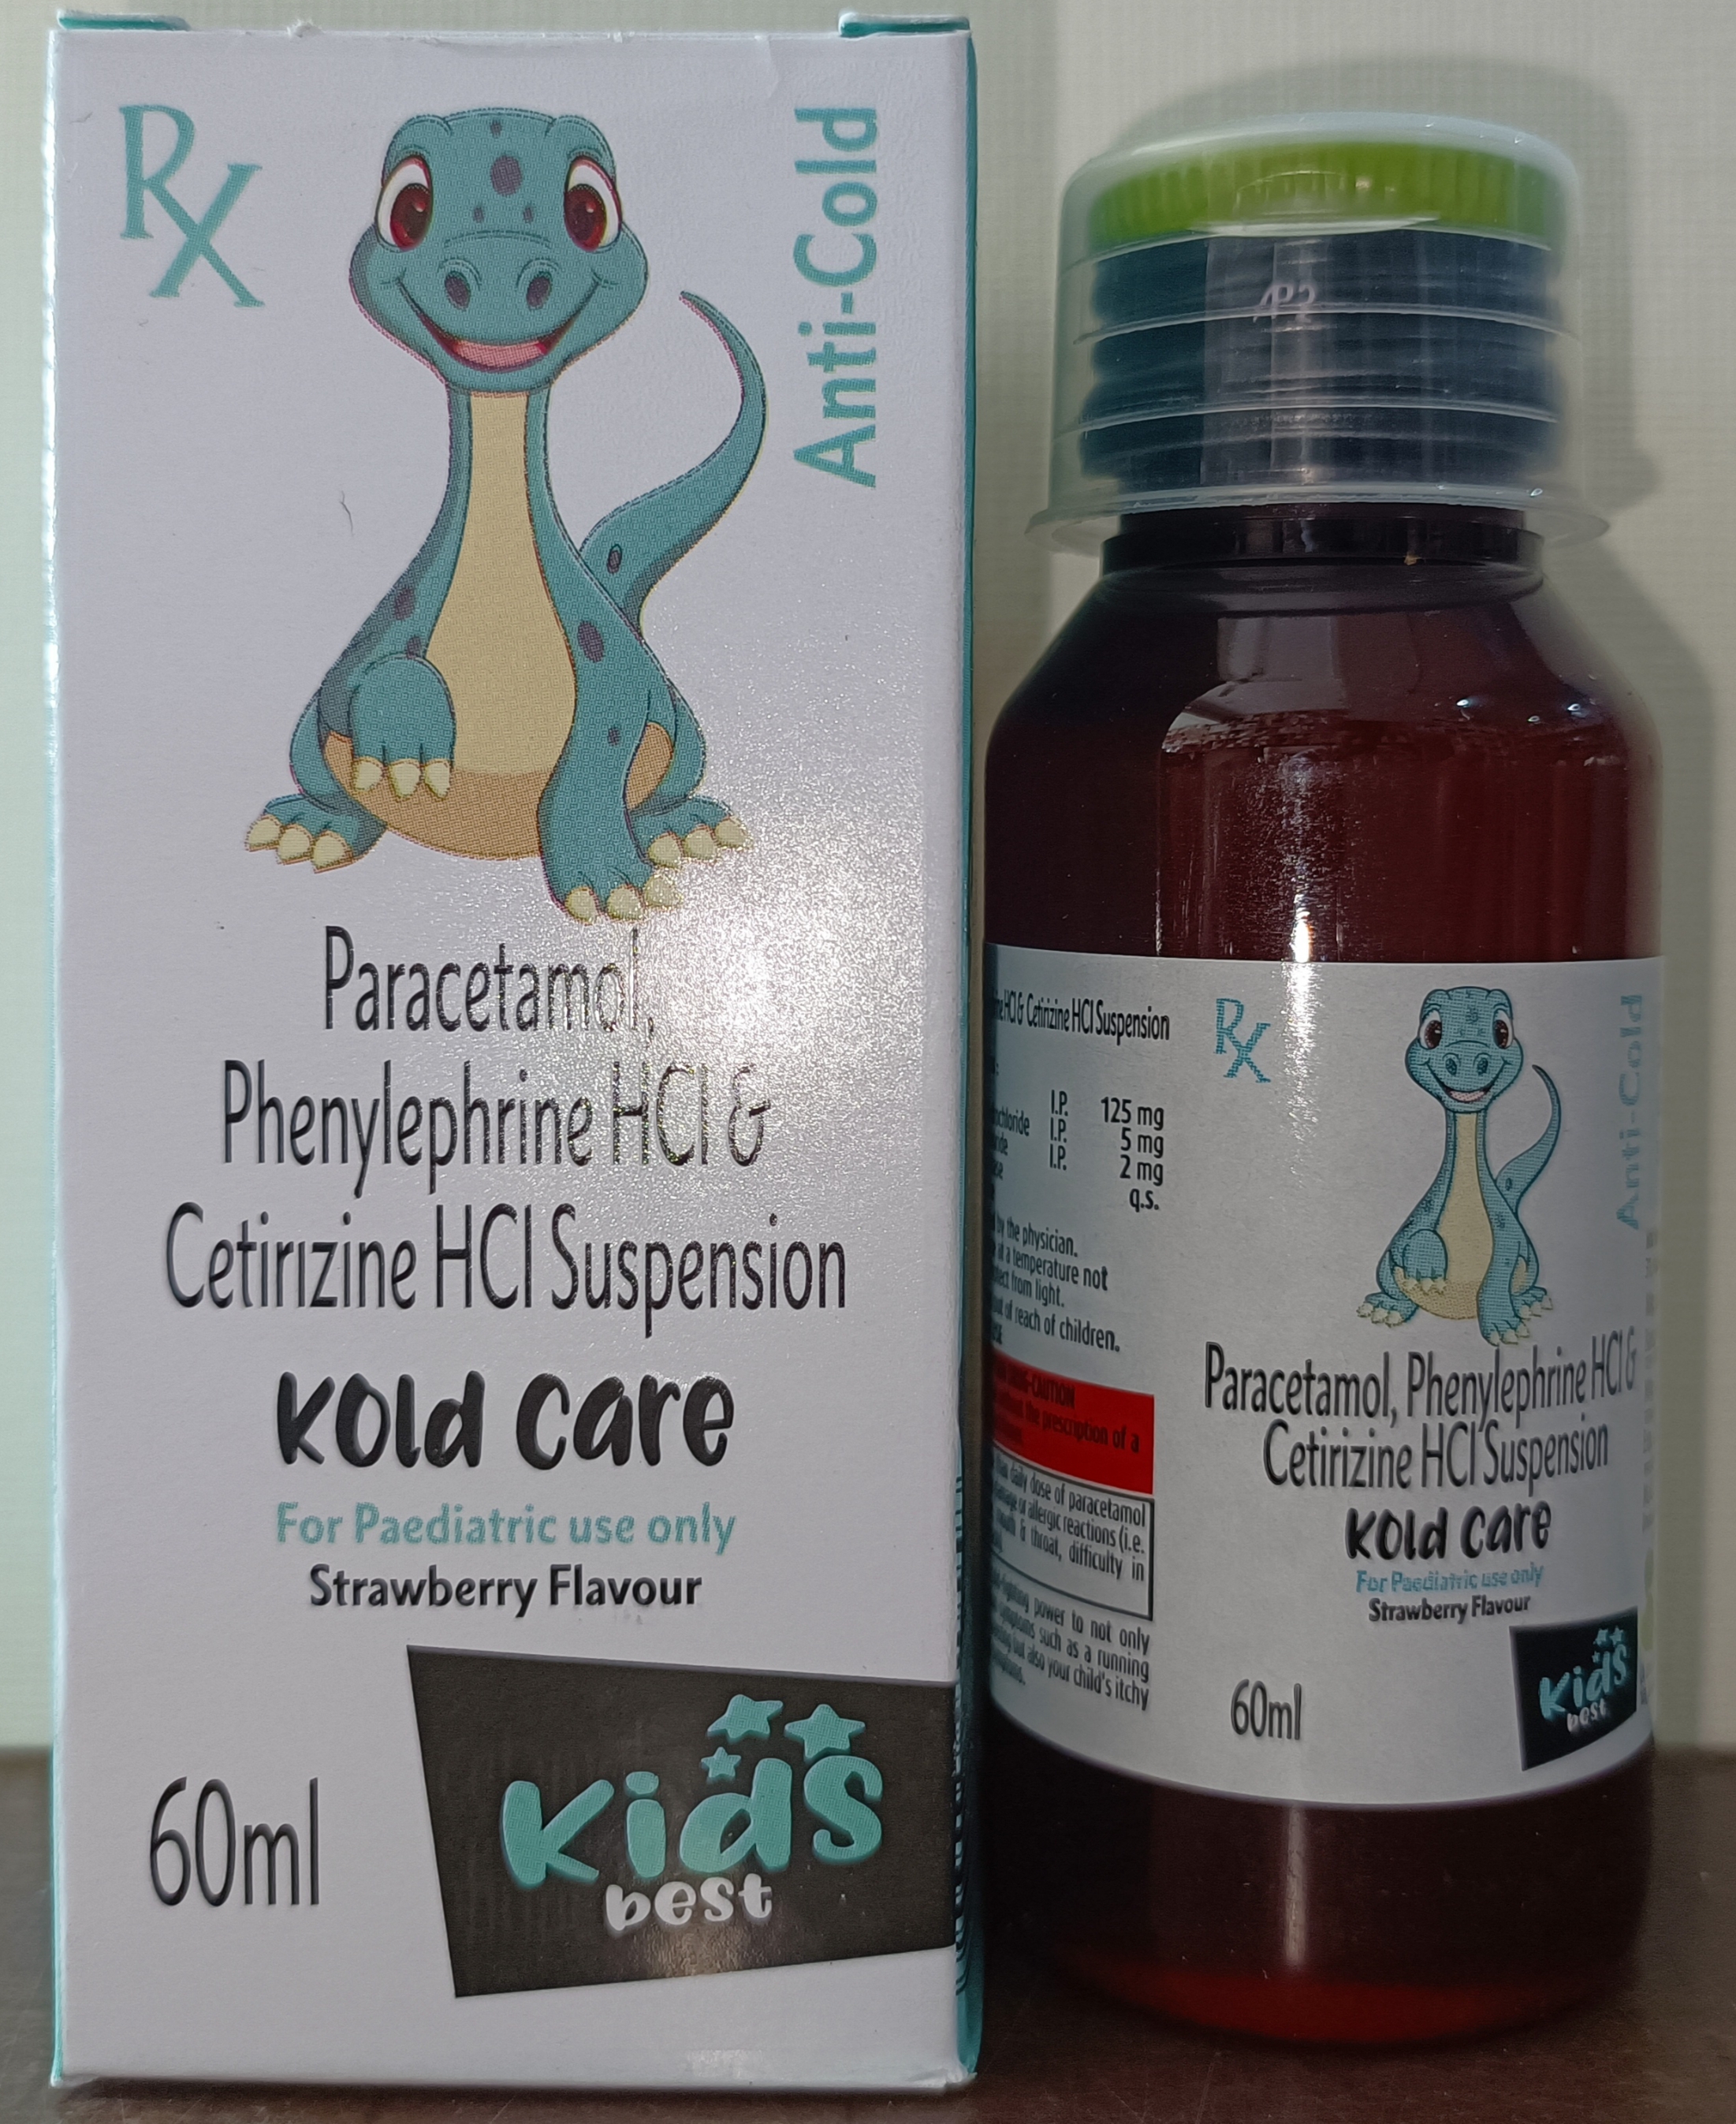 Rx
Anti-Cold
Paracetamol,
Phenylephrine HCl &
Cetirizine HCl Suspension
Kold Care
For Paediatric use only
Strawberry Flavour
60ml
Kids
best
HCl & Cetirizine HCl Suspension
I.P. 125 mg
I.P. 5 mg
I.P. 2 mg
q.s.
by the physician.
at a temperature not
from light.
of reach of children.
CAUTION
without the prescription of a
daily dose of paracetamol
or allergic reactions (i.e.
& throat, difficulty in
power to not only
symptoms such as a running
but also your child's itchy
Rx
Anti-Cold
Paracetamol, Phenylephrine HCl &
Cetirizine HCl Suspension
Kold Care
For Paediatric use only
Strawberry Flavour
60ml
Kids
best